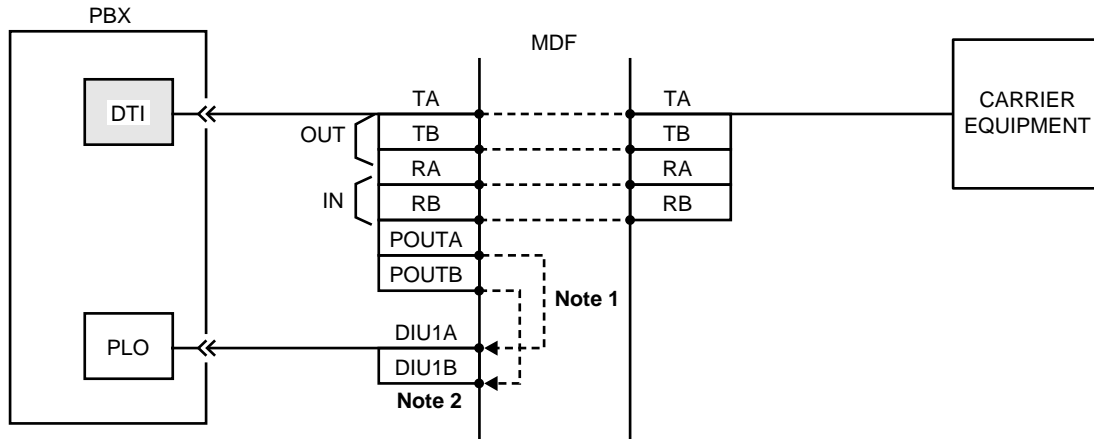 PBX
MDF
DTI
OUT
IN
TA
TB
RA
RB
POUTA
POUTB
TA
TB
RA
RB
CARRIER
EQUIPMENT
Note 1
PLO
DIU1A
DIU1B
Note 2